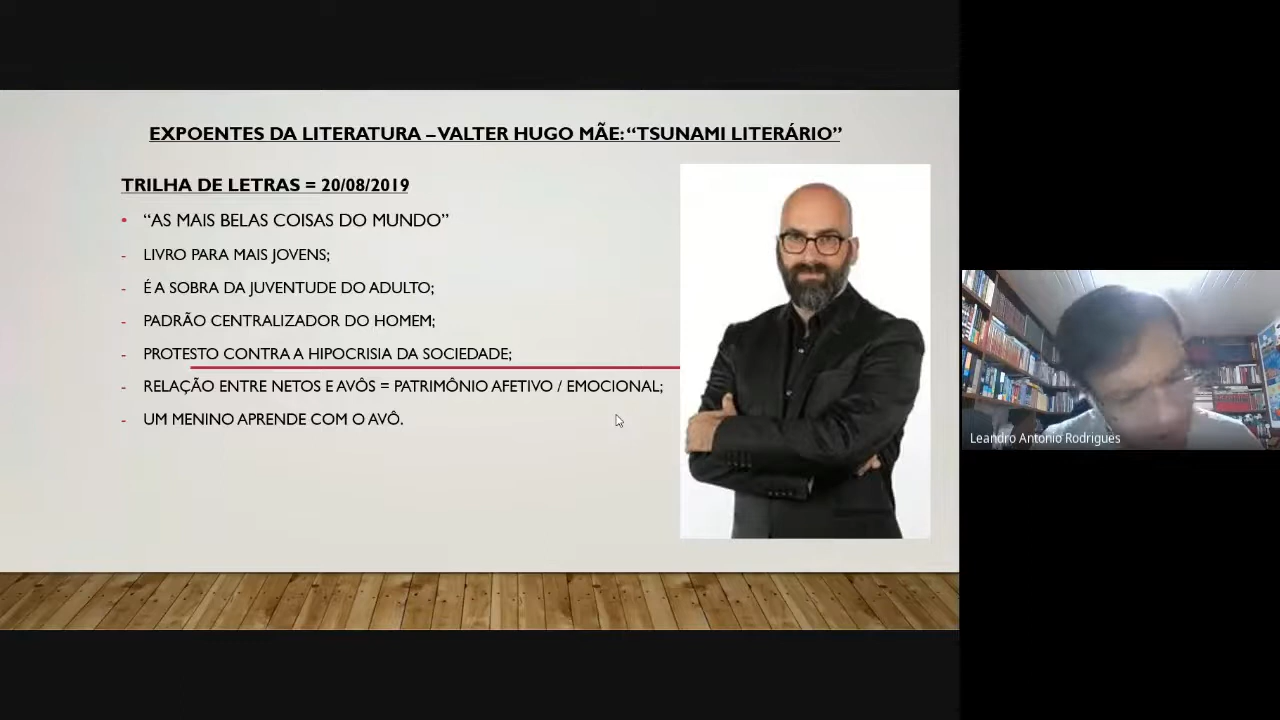 EXPOENTES DA LITERATURA – VALTER HUGO MÃE: “TSUNAMI LITERÁRIO”
TRILHA DE LETRAS = 20/08/2019
• “AS MAIS BELAS COISAS DO MUNDO”
- LIVRO PARA MAIS JOVENS;
- É A SOBRA DA JUVENTUDE DO ADULTO;
- PADRÃO CENTRALIZADOR DO HOMEM;
- PROTESTO CONTRA A HIPOCRISIA DA SOCIEDADE;
- RELAÇÃO ENTRE NETOS E AVÔS = PATRIMÔNIO AFETIVO / EMOCIONAL;
- UM MENINO APRENDE COM O AVÔ.
Leandro Antonio Rodrigues